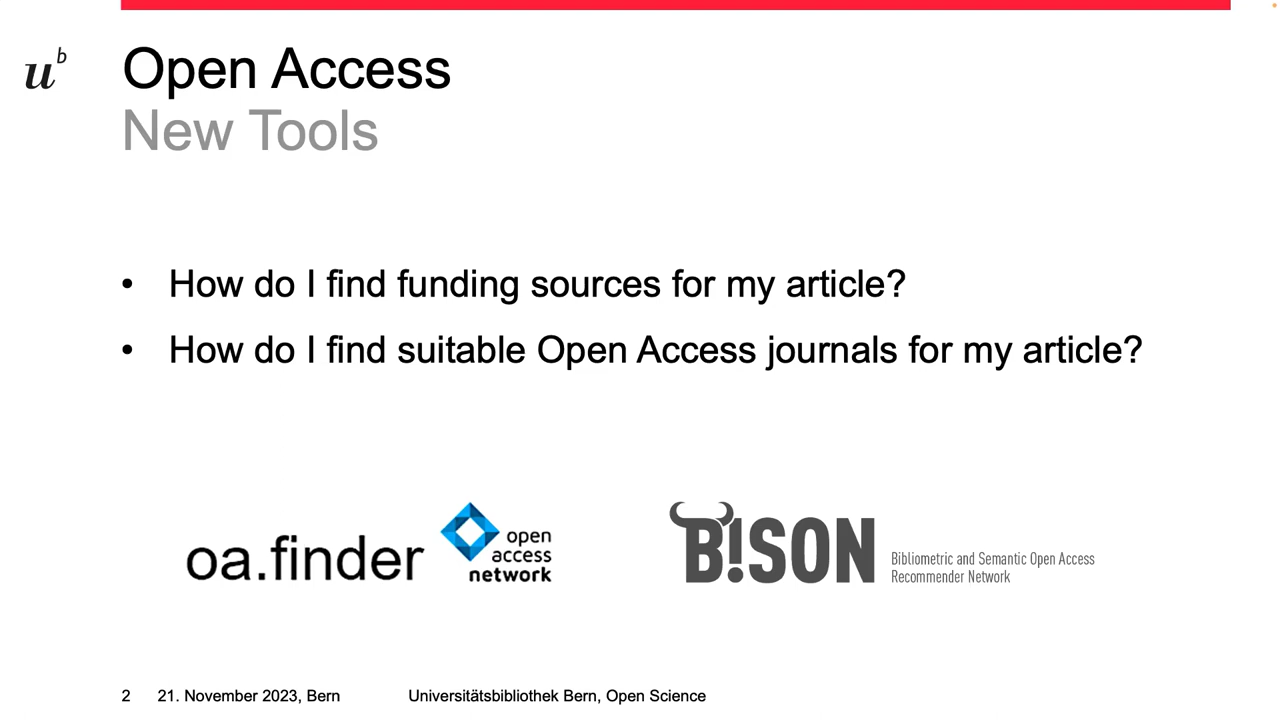 u b
Open Access
New Tools
• How do I find funding sources for my article?
• How do I find suitable Open Access journals for my article?
oa.finder
open
access
network
B!SON
Bibliometric and Semantic Open Access
Recommender Network
2 21. November 2023, Bern Universitätsbibliothek Bern, Open Science